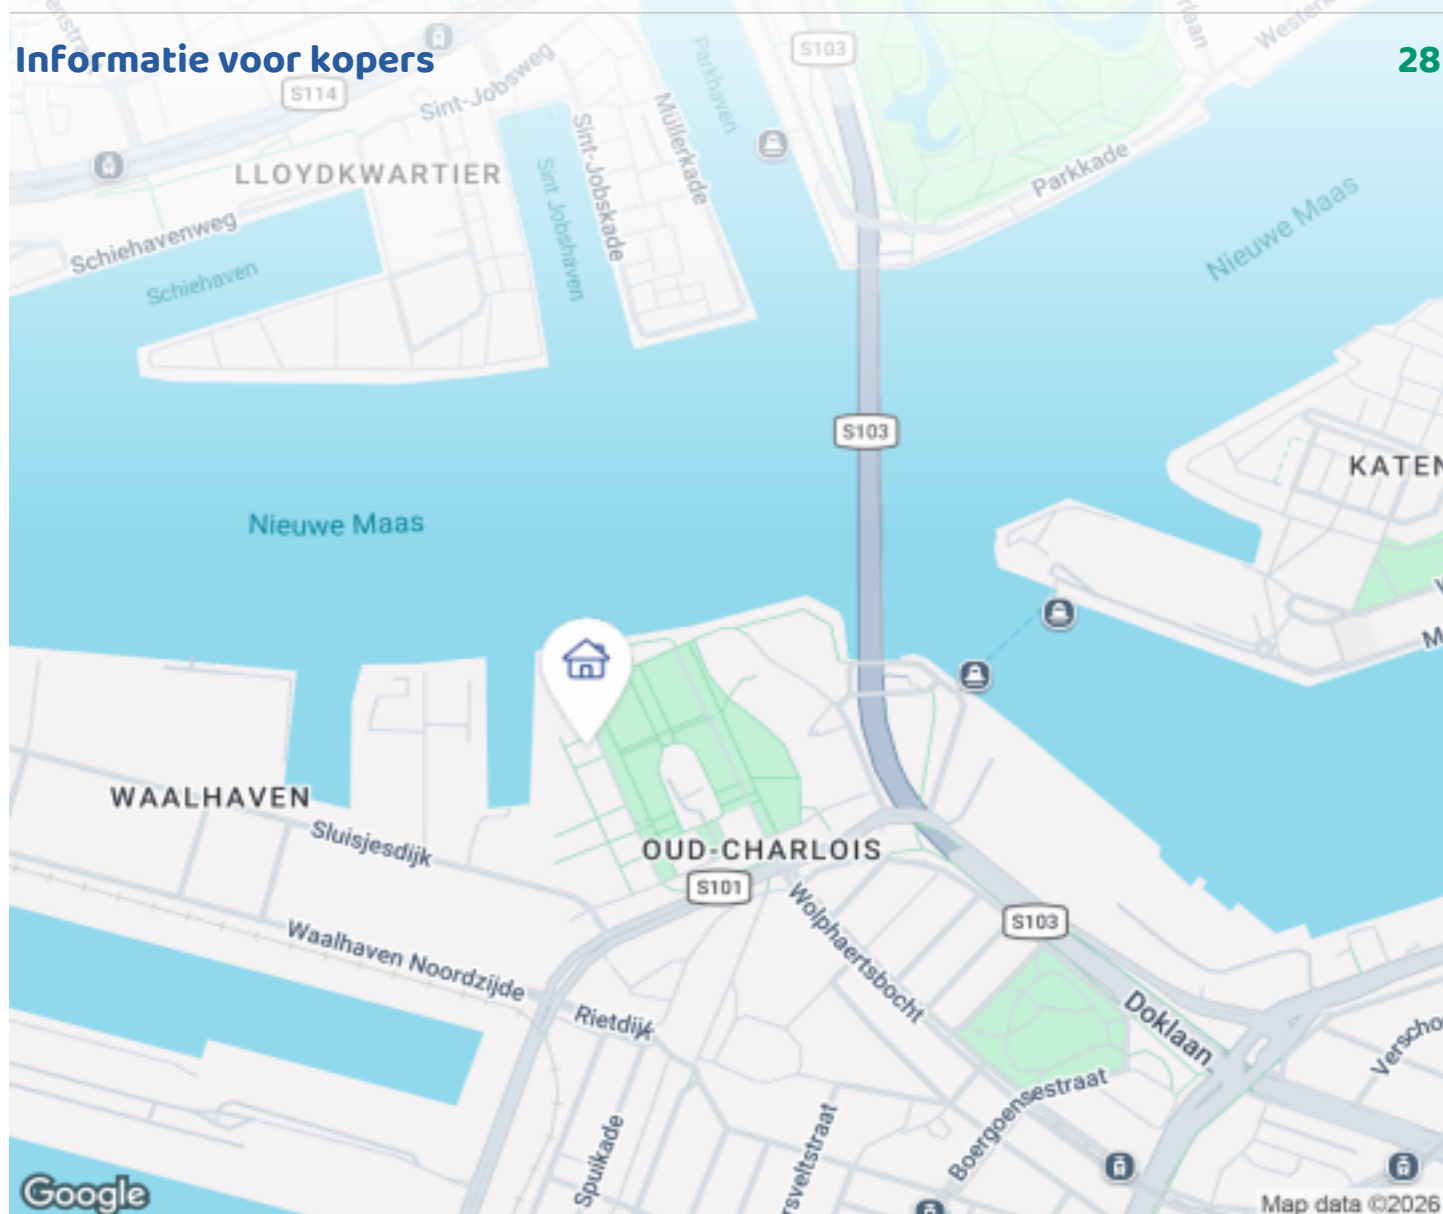 Informatie voor kopers
28
S103
S114
Sint-Jobsweg
Parkhaven
Müllerkade
LLOYDKWARTIER
Sint-Jobskade
Sint Jobshaven
Parkkade
Schiehavenweg
Schiehaven
Nieuwe Maas
S103
KATEN
Nieuwe Maas
WAALHAVEN
Sluisjesdijk
OUD-CHARLOIS
S101
S103
Wolphaertsbocht
Waalhaven Noordzijde
Rietdijk
Doklaan
Verscho
Boergoensestraat
Spuikade
rsveltstraat
Google
Map data ©2026